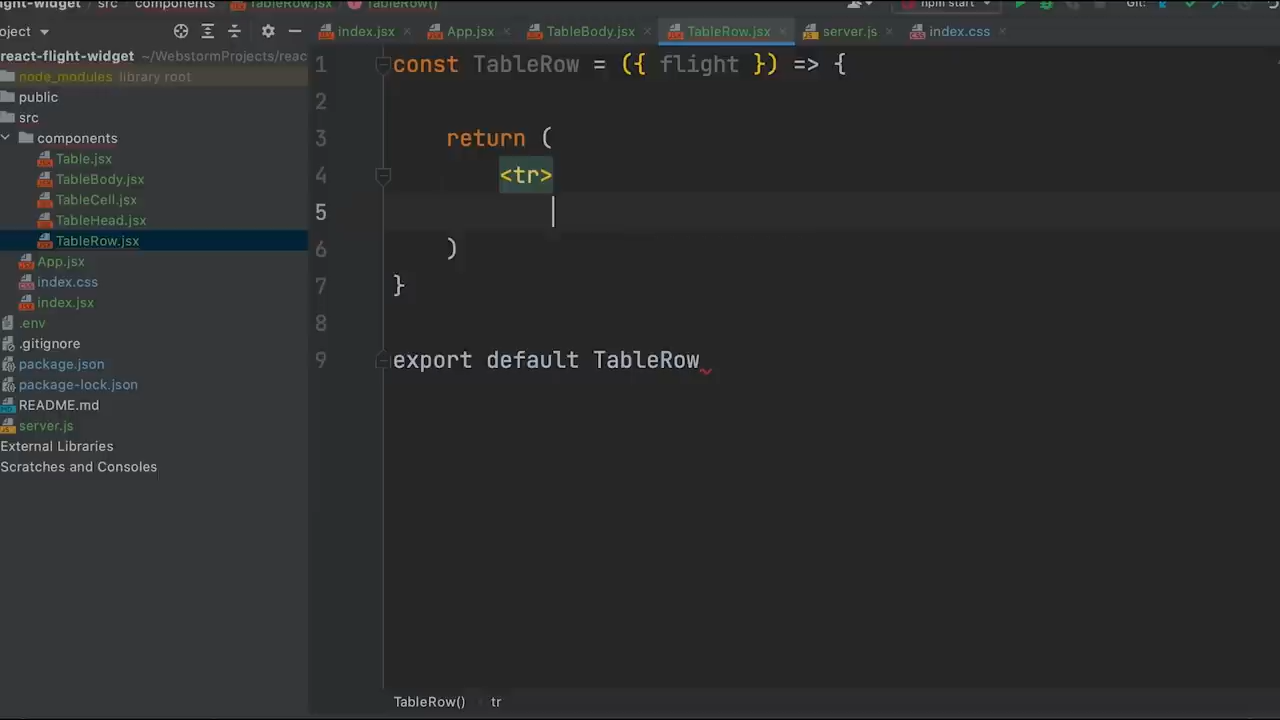 ght-widget src components TableRow.jsx TableRow()
npm start Git:
oject
index.jsx App.jsx TableBody.jsx TableRow.jsx server.js index.css
react-flight-widget ~/WebstormProjects/reac
node_modules library root
public
src
components
Table.jsx
TableBody.jsx
TableCell.jsx
TableHead.jsx
TableRow.jsx
App.jsx
index.css
index.jsx
.env
.gitignore
package.json
package-lock.json
README.md
server.js
External Libraries
Scratches and Consoles
1 const TableRow = ({ flight }) => {
2
3 return (
4 <tr>
5
6 )
7 }
8
9 export default TableRow
TableRow() tr